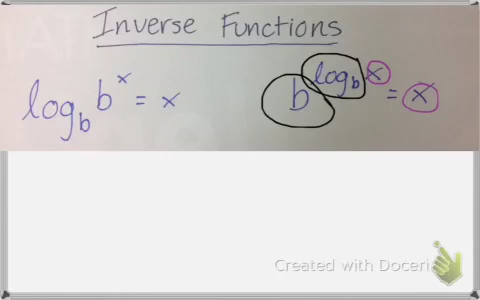 Inverse Functions
log_b b^x = x
b^(log_b x) = x
Created with Doceri